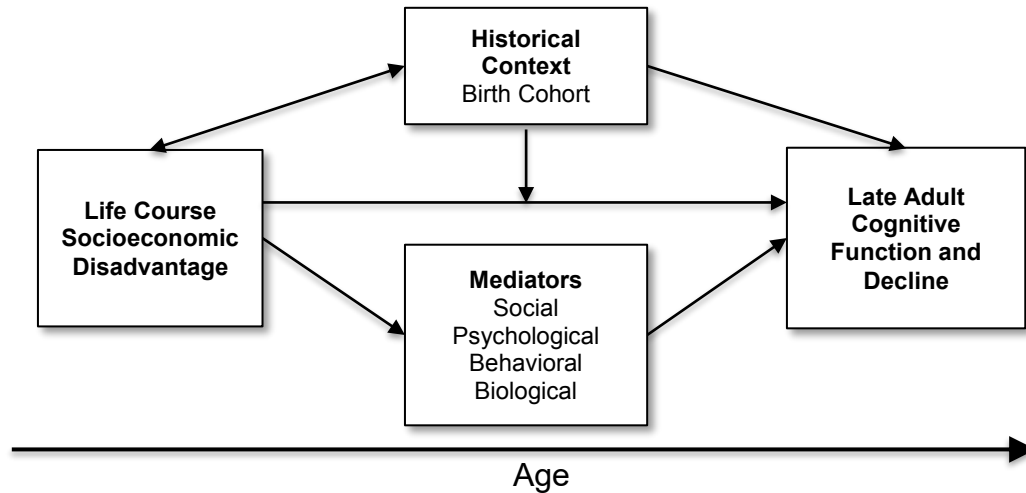 Historical
Context
Birth Cohort
Life Course
Socioeconomic
Disadvantage
Late Adult
Cognitive
Function and
Decline
Mediators
Social
Psychological
Behavioral
Biological
Age